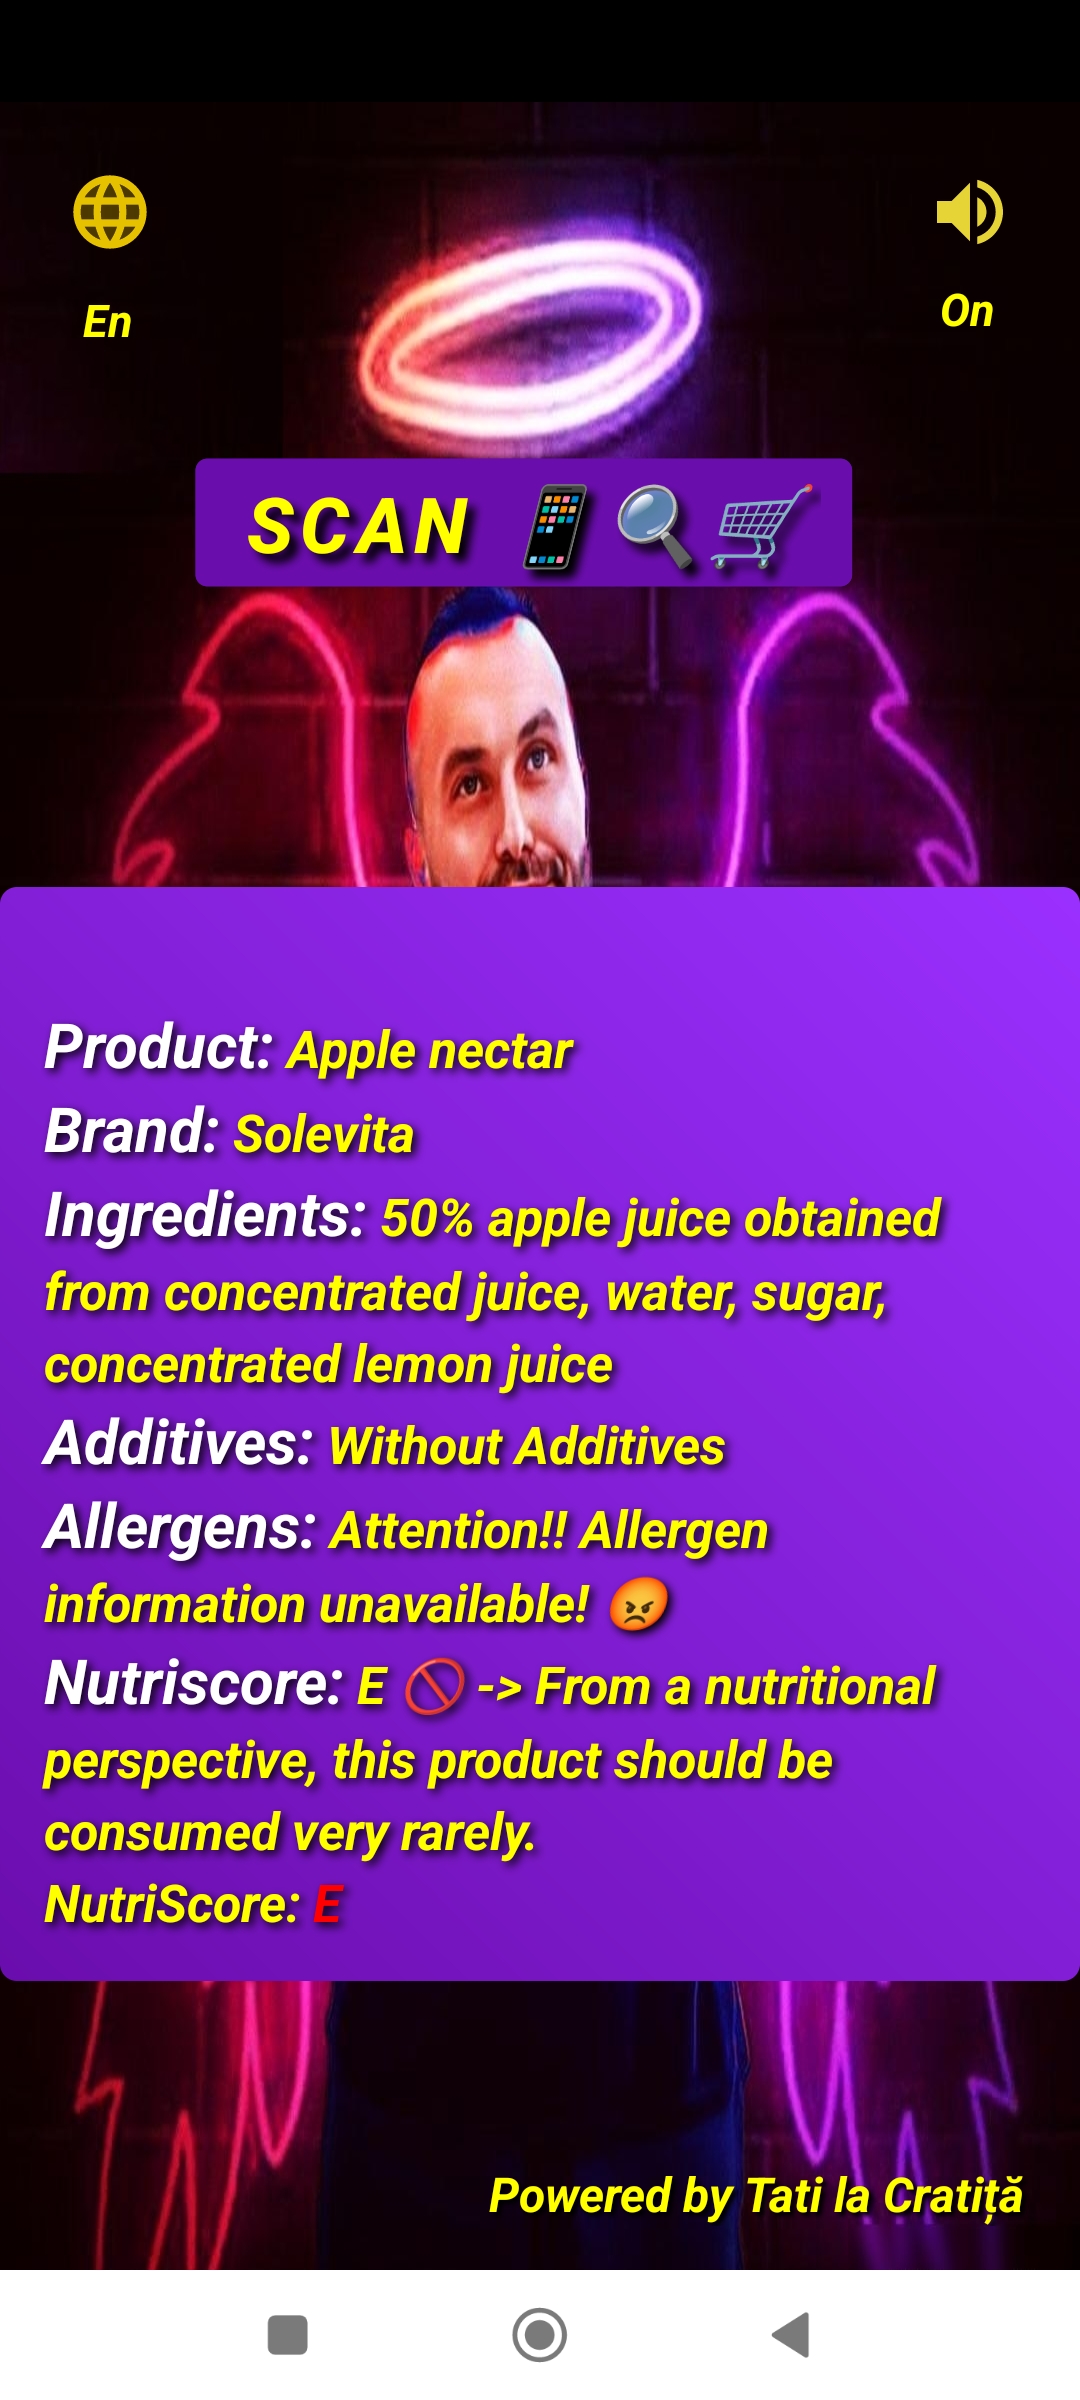 En
On
SCAN 📱🔍🛒
Product: Apple nectar
Brand: Solevita
Ingredients: 50% apple juice obtained
from concentrated juice, water, sugar,
concentrated lemon juice
Additives: Without Additives
Allergens: Attention!! Allergen
information unavailable! 😡
Nutriscore: E 🚫 -> From a nutritional
perspective, this product should be
consumed very rarely.
NutriScore: E
Powered by Tati la Cratiță